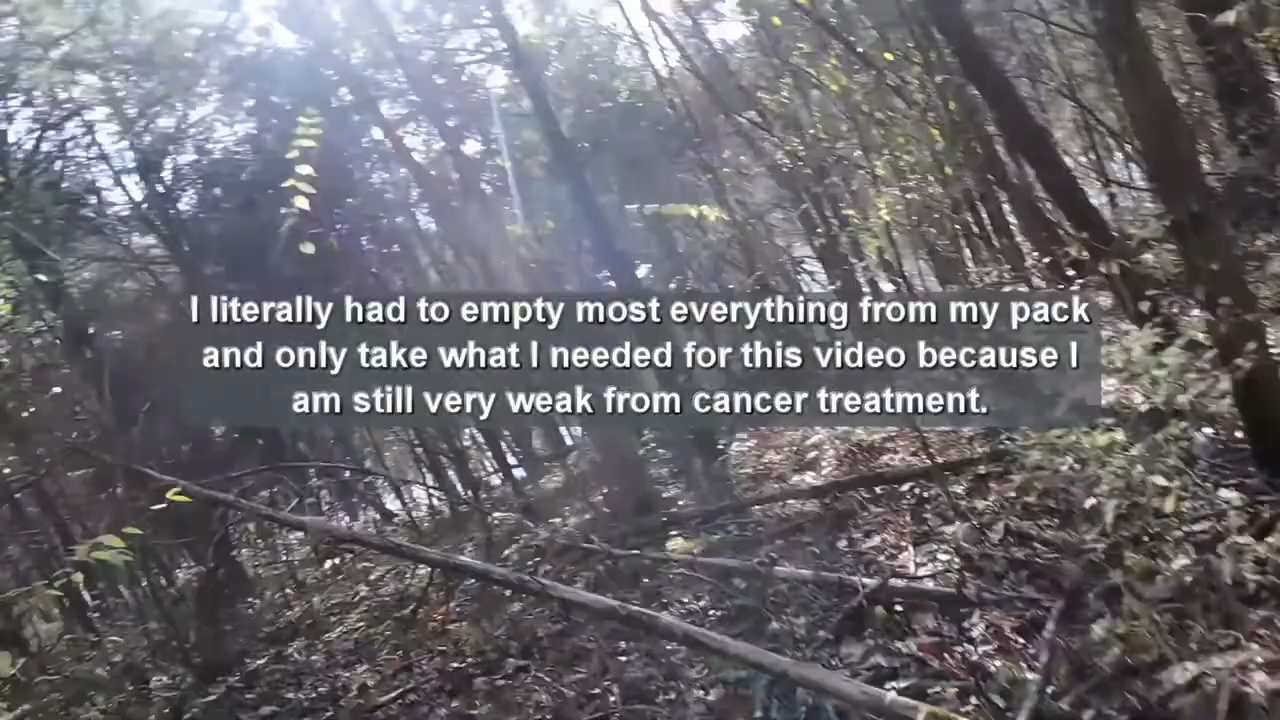 I literally had to empty most everything from my pack
and only take what I needed for this video because I
am still very weak from cancer treatment.